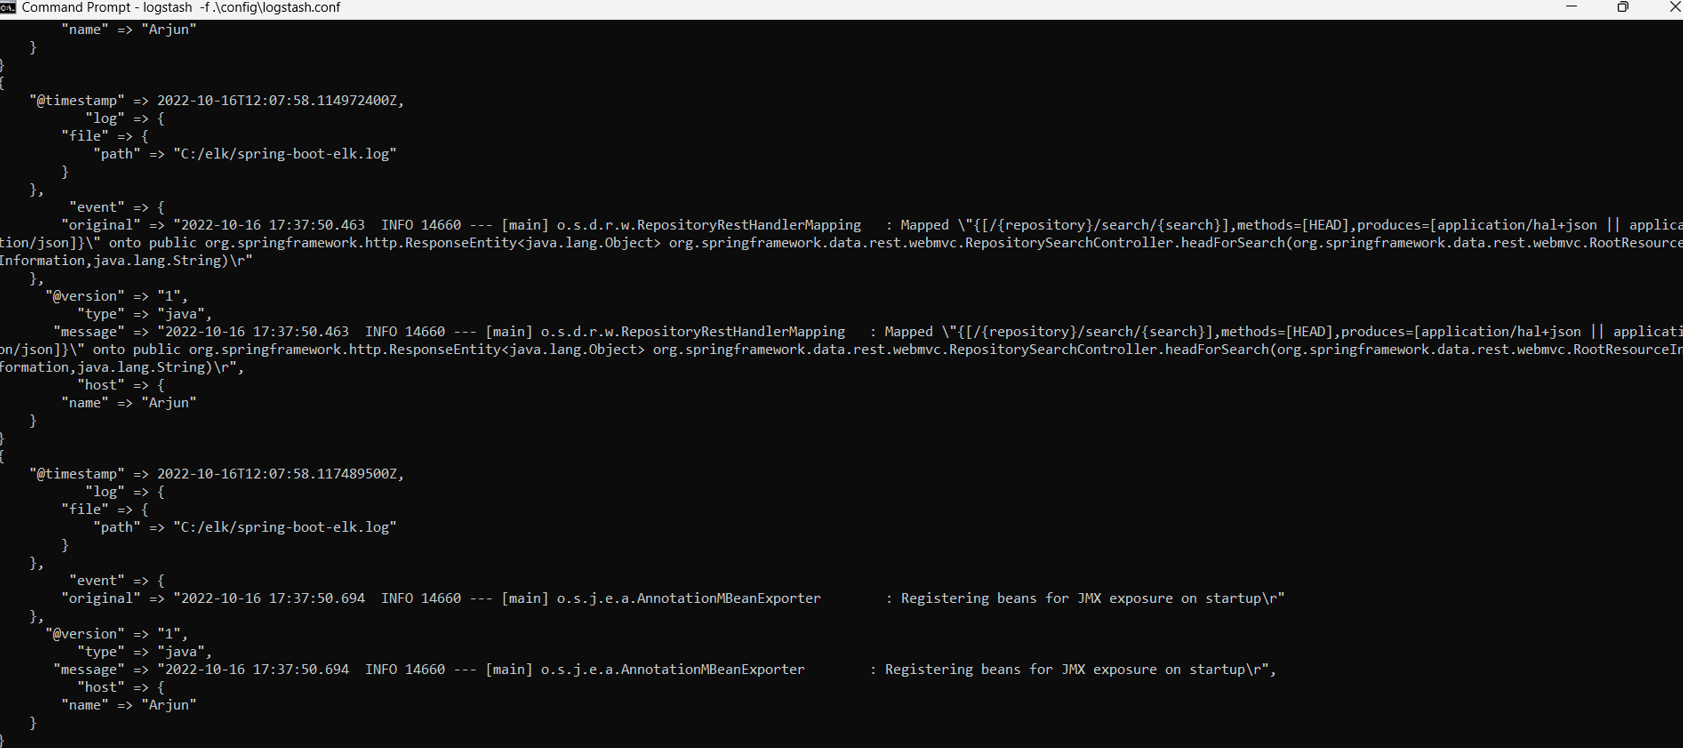 Command Prompt - logstash -f .\config\logstash.conf
"name" => "Arjun"
}
}
{
"@timestamp" => 2022-10-16T12:07:58.114972400Z,
"log" => {
"file" => {
"path" => "C:/elk/spring-boot-elk.log"
}
},
"event" => {
"original" => "2022-10-16 17:37:50.463  INFO 14660 --- [main] o.s.d.r.w.RepositoryRestHandlerMapping   : Mapped \"{[/{repository}/search/{search}],methods=[HEAD],produces=[application/hal+json || applica
tion/json]}\" onto public org.springframework.http.ResponseEntity<java.lang.Object> org.springframework.data.rest.webmvc.RepositorySearchController.headForSearch(org.springframework.data.rest.webmvc.RootResource
Information,java.lang.String)\r"
},
"@version" => "1",
"type" => "java",
"message" => "2022-10-16 17:37:50.463  INFO 14660 --- [main] o.s.d.r.w.RepositoryRestHandlerMapping   : Mapped \"{[/{repository}/search/{search}],methods=[HEAD],produces=[application/hal+json || applicati
on/json]}\" onto public org.springframework.http.ResponseEntity<java.lang.Object> org.springframework.data.rest.webmvc.RepositorySearchController.headForSearch(org.springframework.data.rest.webmvc.RootResourceIn
formation,java.lang.String)\r",
"host" => {
"name" => "Arjun"
}
}
{
"@timestamp" => 2022-10-16T12:07:58.117489500Z,
"log" => {
"file" => {
"path" => "C:/elk/spring-boot-elk.log"
}
},
"event" => {
"original" => "2022-10-16 17:37:50.694  INFO 14660 --- [main] o.s.j.e.a.AnnotationMBeanExporter        : Registering beans for JMX exposure on startup\r"
},
"@version" => "1",
"type" => "java",
"message" => "2022-10-16 17:37:50.694  INFO 14660 --- [main] o.s.j.e.a.AnnotationMBeanExporter        : Registering beans for JMX exposure on startup\r",
"host" => {
"name" => "Arjun"
}
}